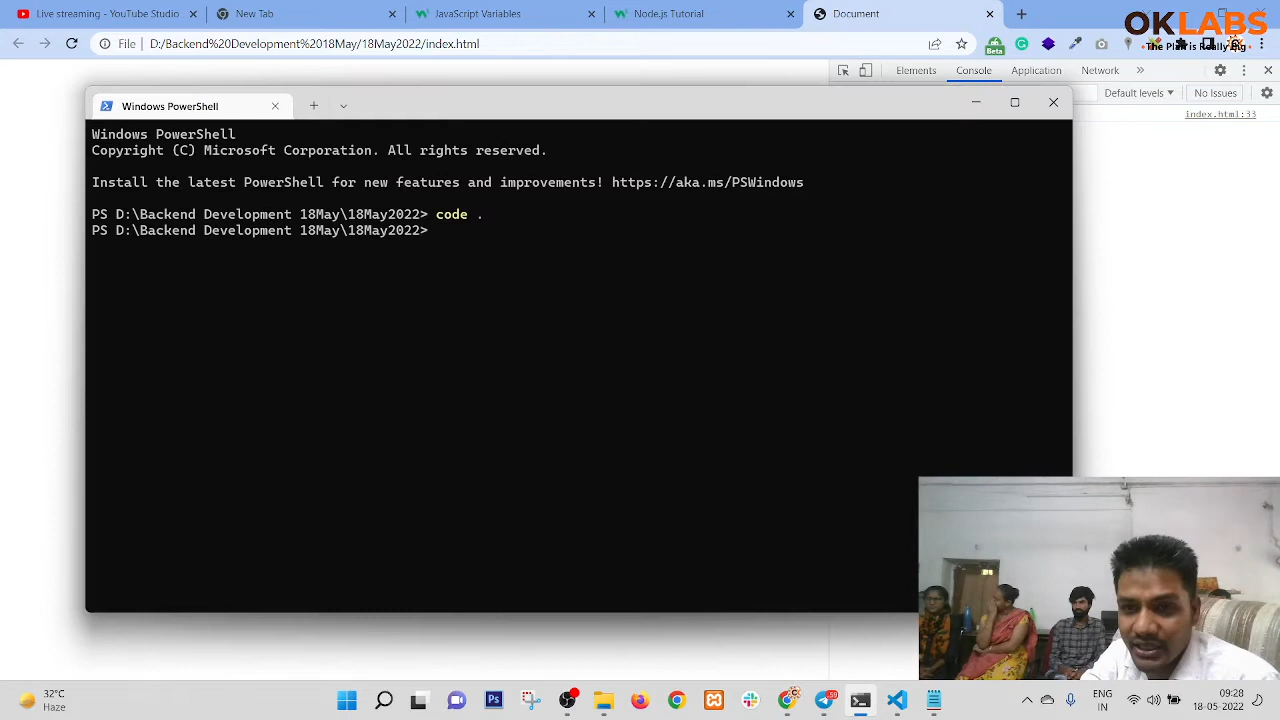 Live streaming - YouTube Studio
New Tab
JavaScript Variables
Node.js Tutorial
Document
OKLABS
File
D:/Backend%20Development%2018May/18May2022/index.html
Beta
Elements
Console
Application
Network
Default levels
No Issues
index.html:33
Windows PowerShell
Windows PowerShell
Copyright (C) Microsoft Corporation. All rights reserved.
Install the latest PowerShell for new features and improvements! https://aka.ms/PSWindows
PS D:\Backend Development 18May\18May2022> code .
PS D:\Backend Development 18May\18May2022>
32°C
Haze
Ps
59
ENG
IN
09:28
18-05-2022